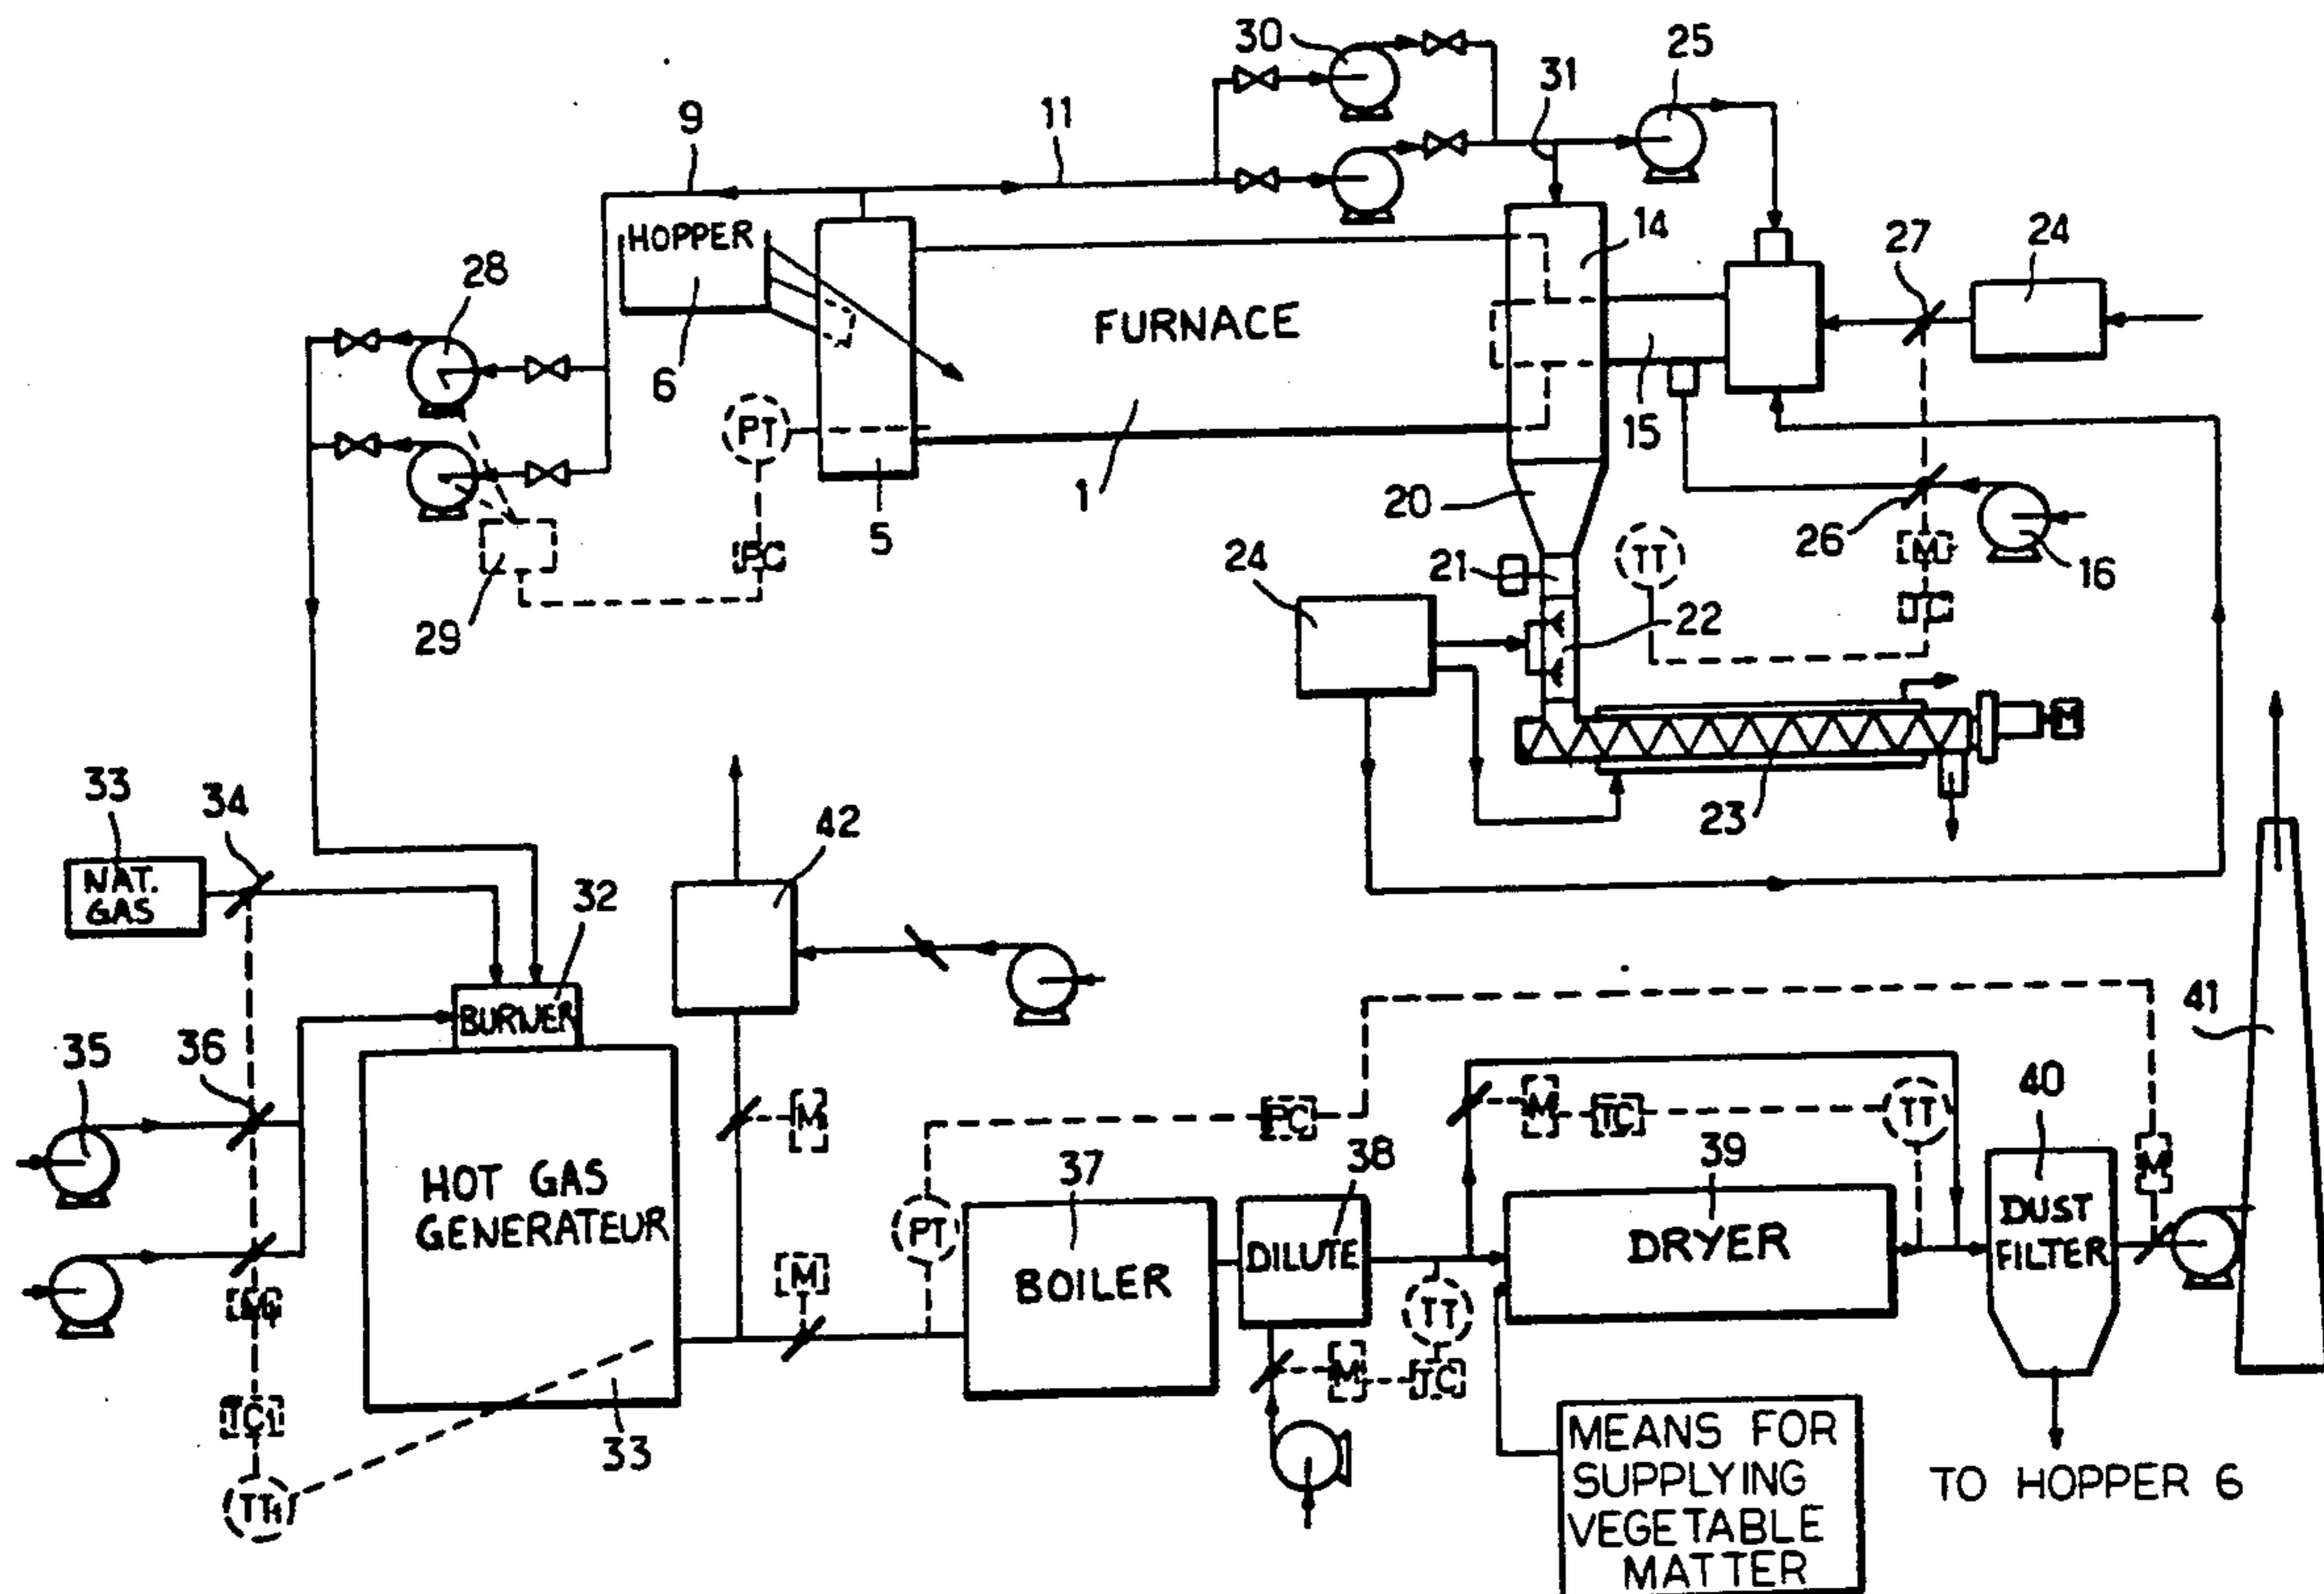 30
25
31
9
11
HOPPER
14
27
24
28
6
FURNACE
PT
15
1
5
20
26
M
16
PC
29
24
21
TT
TC
22
M
23
33
34
42
NAT.
GAS
32
BURNER
41
35
36
M
PC
M
TC
TT
40
38
39
37
M
HOT GAS
GENERATEUR
PT
BOILER
DILUTE
DRYER
DUST
FILTER
M
TT
M
TC
33
MEANS FOR
SUPPLYING
VEGETABLE
MATTER
TO HOPPER 6